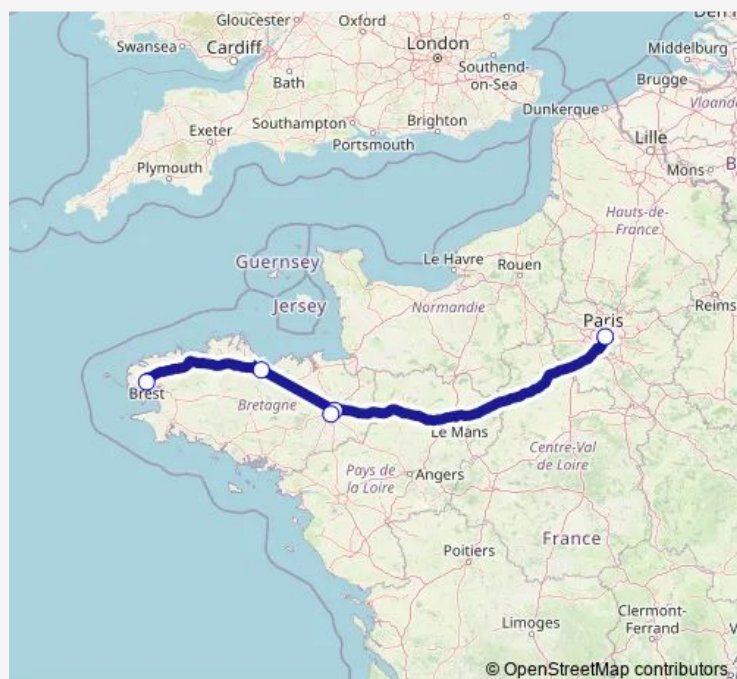 Gloucester
Oxford
Swansea
Cardiff
London
Middelburg
Bath
Southend-
on-Sea
Brugge
Southampton
Brighton
Dunkerque
Exeter
Portsmouth
Plymouth
Lille
Mons
Hauts-de-
France
Guernsey
Le Havre
Rouen
Jersey
Normandie
Reims
Paris
Brest
Bretagne
Le Mans
Centre-Val
de Loire
Pays de
la Loire
Angers
France
Poitiers
Limoges
Clermont-
Ferrand
© OpenStreetMap contributors